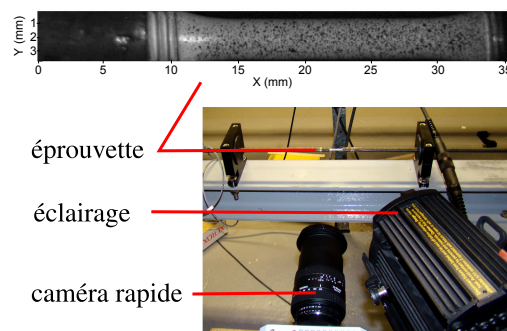 Y (mm)
1
2
3
0 5 10 15 20 25 30 35
X (mm)
éprouvette
éclairage
caméra rapide